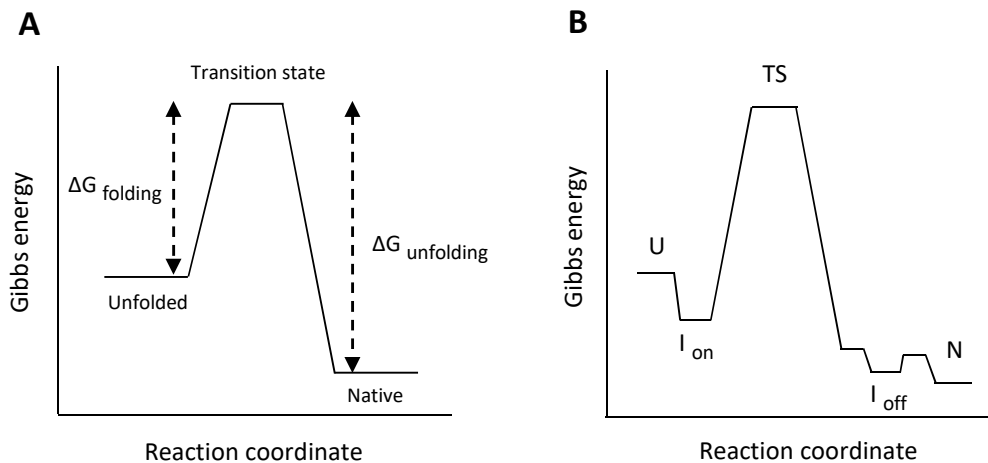 A
Transition state
ΔG folding
ΔG unfolding
Unfolded
Native
Gibbs energy
Reaction coordinate
B
TS
U
I on
N
I off
Gibbs energy
Reaction coordinate